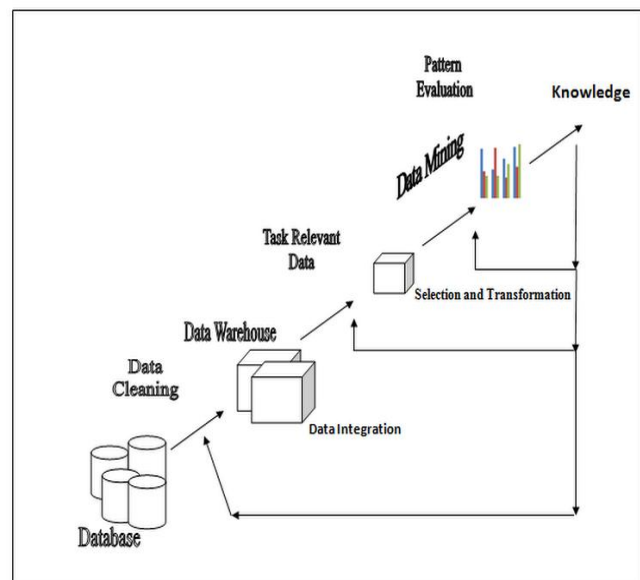 Pattern
Evaluation
Knowledge
Data Mining
Task Relevant
Data
Selection and Transformation
Data Warehouse
Data
Cleaning
Data Integration
Database